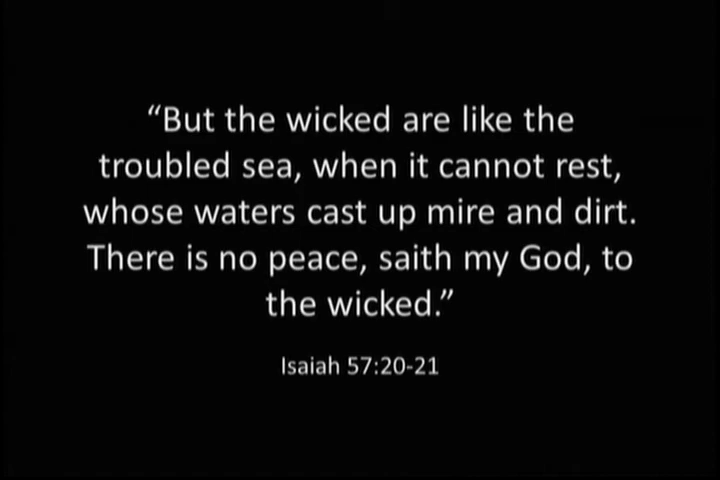 “But the wicked are like the
troubled sea, when it cannot rest,
whose waters cast up mire and dirt.
There is no peace, saith my God, to
the wicked.”
Isaiah 57:20-21